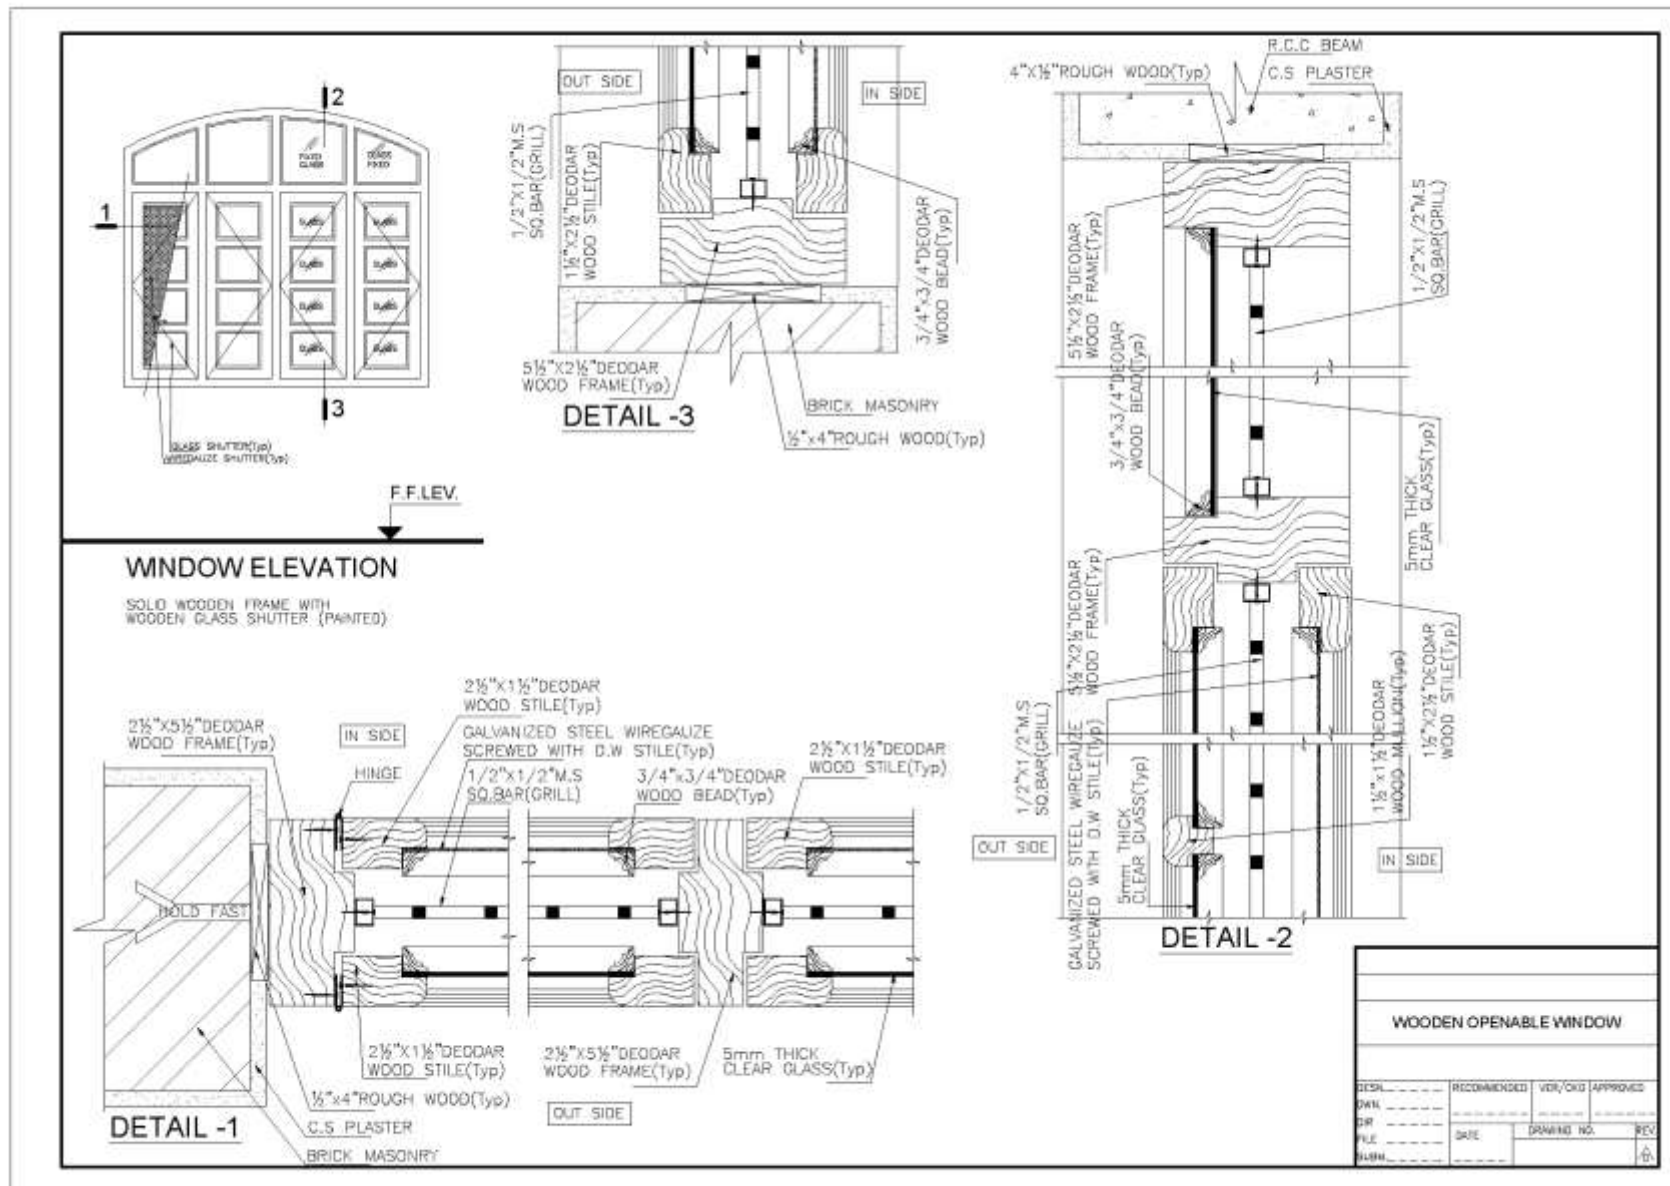 2
FIXED
GLASS
1
GLASS
GLASS
GLASS
GLASS
GLASS
GLASS
GLASS
GLASS
3
GLASS SHUTTER(Typ)
WIREGAUZE SHUTTER(Typ)
F.F.LEV.
WINDOW ELEVATION
SOLID WOODEN FRAME WITH
WOODEN GLASS SHUTTER (PAINTED)
OUT SIDE
IN SIDE
1/2"X1/2"M.S
SQ.BAR(GRILL)
1½"X2½"DEODAR
WOOD STILE(Typ)
3/4"x3/4"DEODAR
WOOD BEAD(Typ)
5½"X2½"DEODAR
WOOD FRAME(Typ)
DETAIL -3
BRICK MASONRY
½"x4"ROUGH WOOD(Typ)
R.C.C BEAM
4"X½"ROUGH WOOD(Typ)
C.S PLASTER
5½"X2½"DEODAR
WOOD FRAME(Typ)
1/2"X1/2"M.S
SQ.BAR(GRILL)
3/4"x3/4"DEODAR
WOOD BEAD(Typ)
5mm THICK
CLEAR GLASS(Typ)
5½"X2½"DEODAR
WOOD FRAME(Typ)
1½"X2½"DEODAR
WOOD STILE(Typ)
1/2"X1/2"M.S
SQ.BAR(GRILL)
GALVANIZED STEEL WIREGAUZE
SCREWED WITH D.W STILE(Typ)
1½"x1½"DEODAR
WOOD MULLION(Typ)
5mm THICK
CLEAR GLASS(Typ)
OUT SIDE
IN SIDE
DETAIL -2
2½"X1½"DEODAR
WOOD STILE(Typ)
2½"X5½"DEODAR
WOOD FRAME(Typ)
IN SIDE
GALVANIZED STEEL WIREGAUZE
SCREWED WITH D.W STILE(Typ)
2½"X1½"DEODAR
WOOD STILE(Typ)
HINGE
1/2"X1/2"M.S
SQ.BAR(GRILL)
3/4"x3/4"DEODAR
WOOD BEAD(Typ)
HOLD FAST
2½"X1½"DEODAR
WOOD STILE(Typ)
2½"X5½"DEODAR
WOOD FRAME(Typ)
5mm THICK
CLEAR GLASS(Typ)
½"x4"ROUGH WOOD(Typ)
OUT SIDE
DETAIL -1
C.S PLASTER
BRICK MASONRY
WOODEN OPENABLE WINDOW
DESN.
RECOMMENDED
VER/CKD
APPROVED
DWN.
DIR
FILE
DATE
DRAWING NO.
REV.
SUBM.